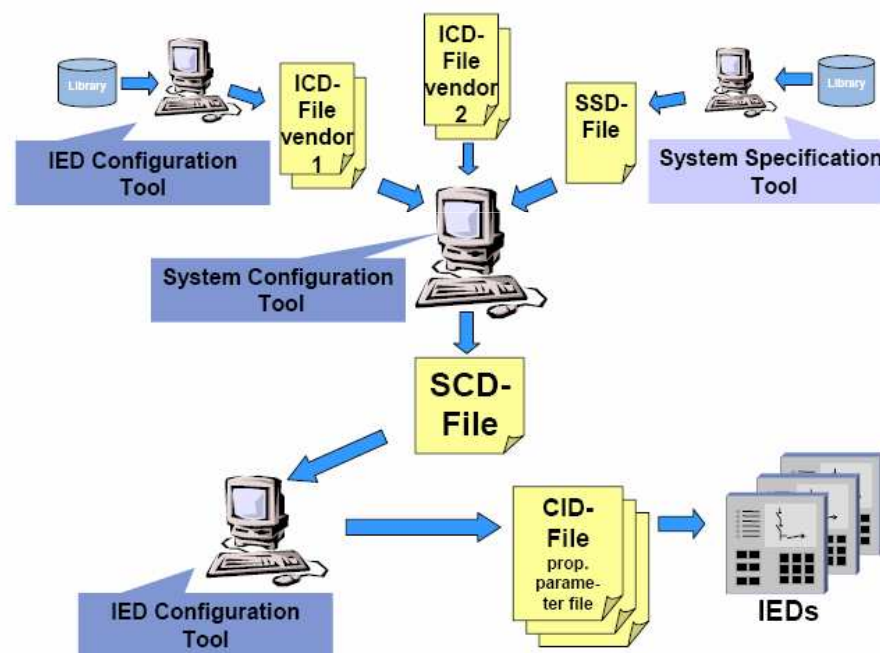 Library
IED Configuration
Tool
ICD-
File
vendor
1
ICD-
File
vendor
2
SSD-
File
Library
System Specification
Tool
System Configuration
Tool
SCD-
File
IED Configuration
Tool
CID-
File
prop.
parame-
ter file
IEDs